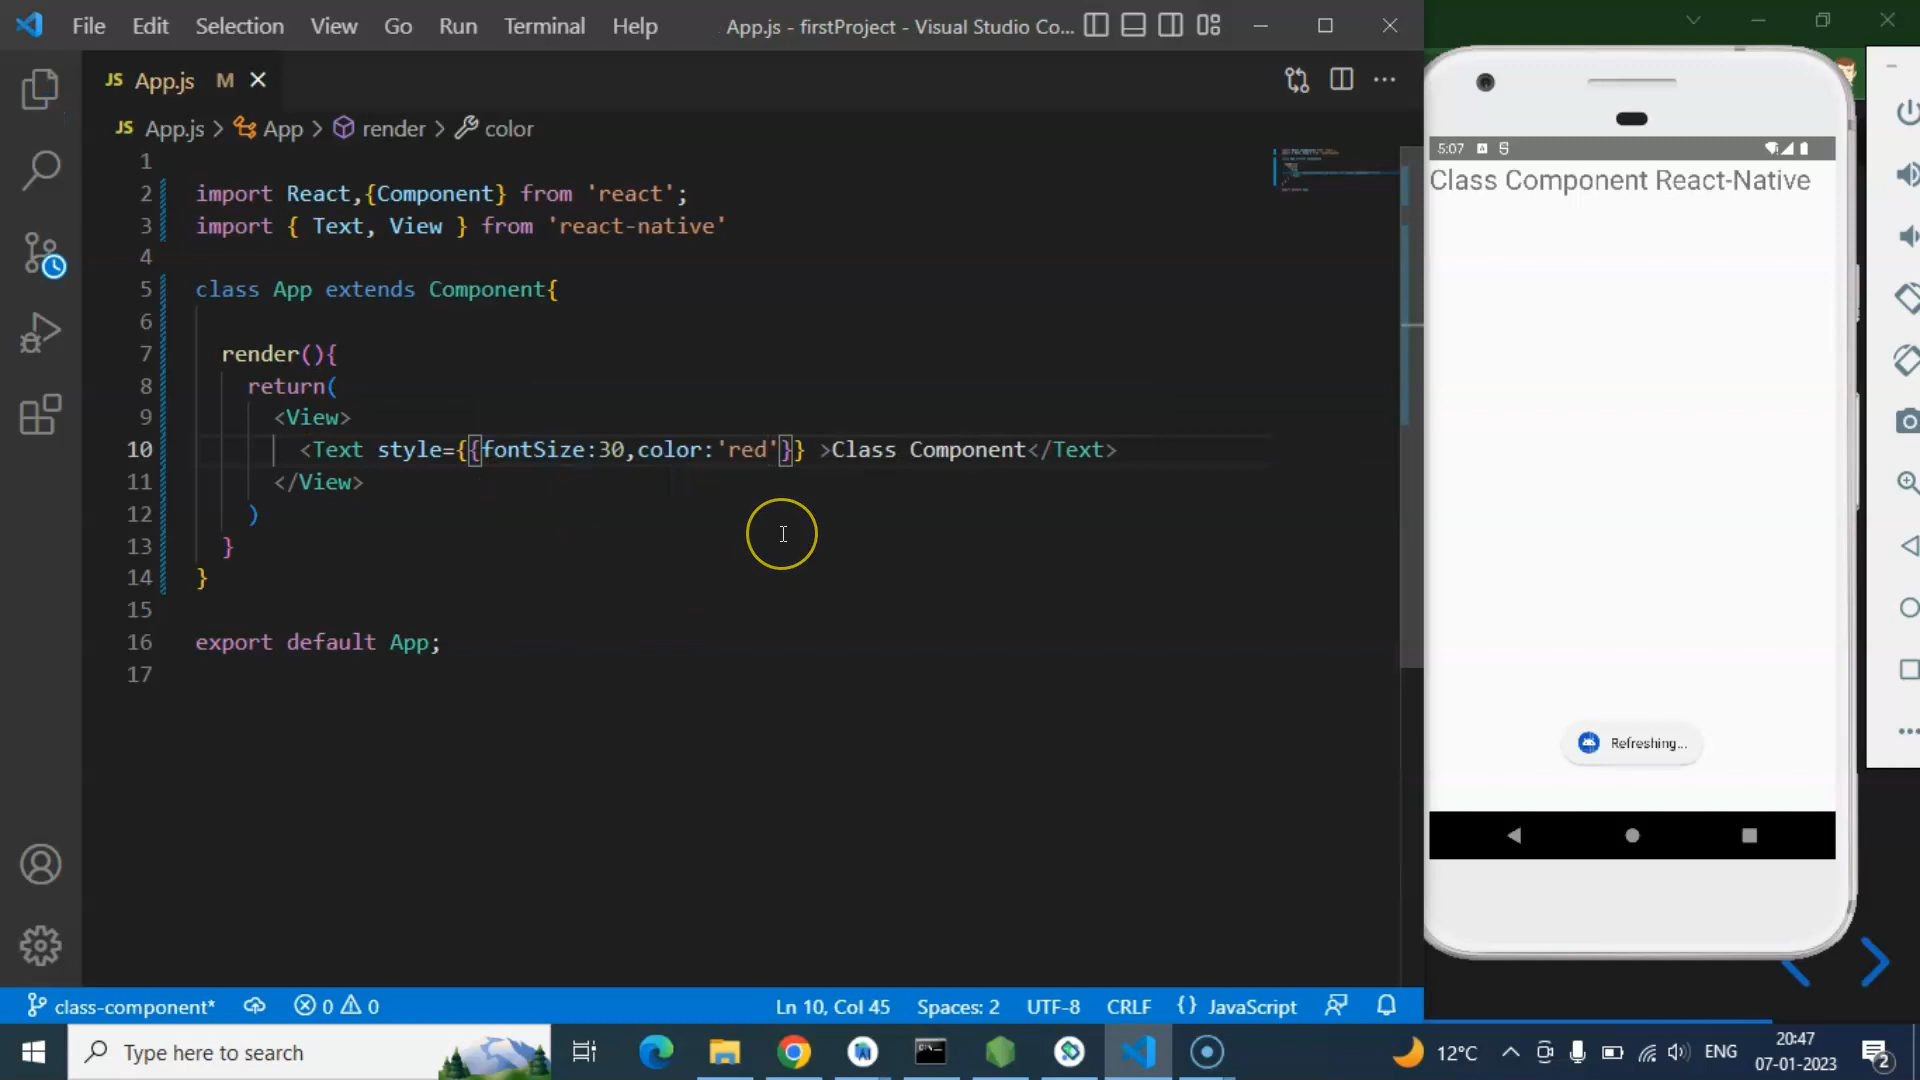 File Edit Selection View Go Run Terminal Help App.js - firstProject - Visual Studio Co...
JS App.js M
JS App.js > App > render > color
1
2 import React,{Component} from 'react';
3 import { Text, View } from 'react-native'
4
5 class App extends Component{
6
7 render(){
8 return(
9 <View>
10 <Text style={{fontSize:30,color:'red'}} >Class Component</Text>
11 </View>
12 )
13 }
14 }
15
16 export default App;
17
5:07
Class Component React-Native
Refreshing...
class-component* 0 0 Ln 10, Col 45 Spaces: 2 UTF-8 CRLF {} JavaScript
Type here to search
12°C ENG
20:47
07-01-2023
2